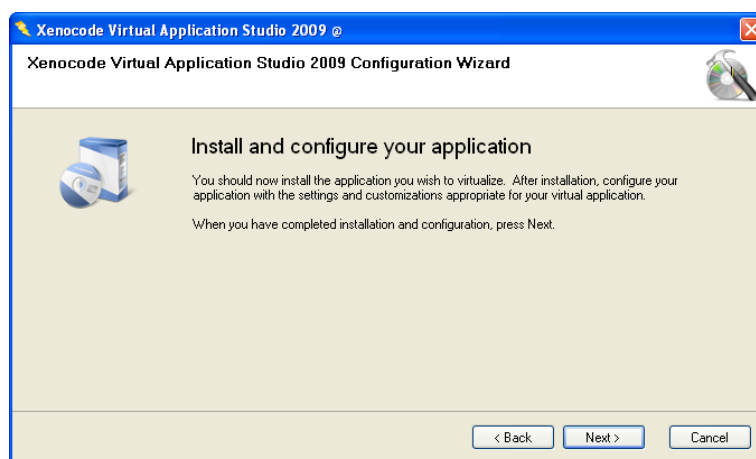 Xenocode Virtual Application Studio 2009 @
Xenocode Virtual Application Studio 2009 Configuration Wizard
Install and configure your application
You should now install the application you wish to virtualize.  After installation, configure your
application with the settings and customizations appropriate for your virtual application.
When you have completed installation and configuration, press Next.
< Back
Next >
Cancel